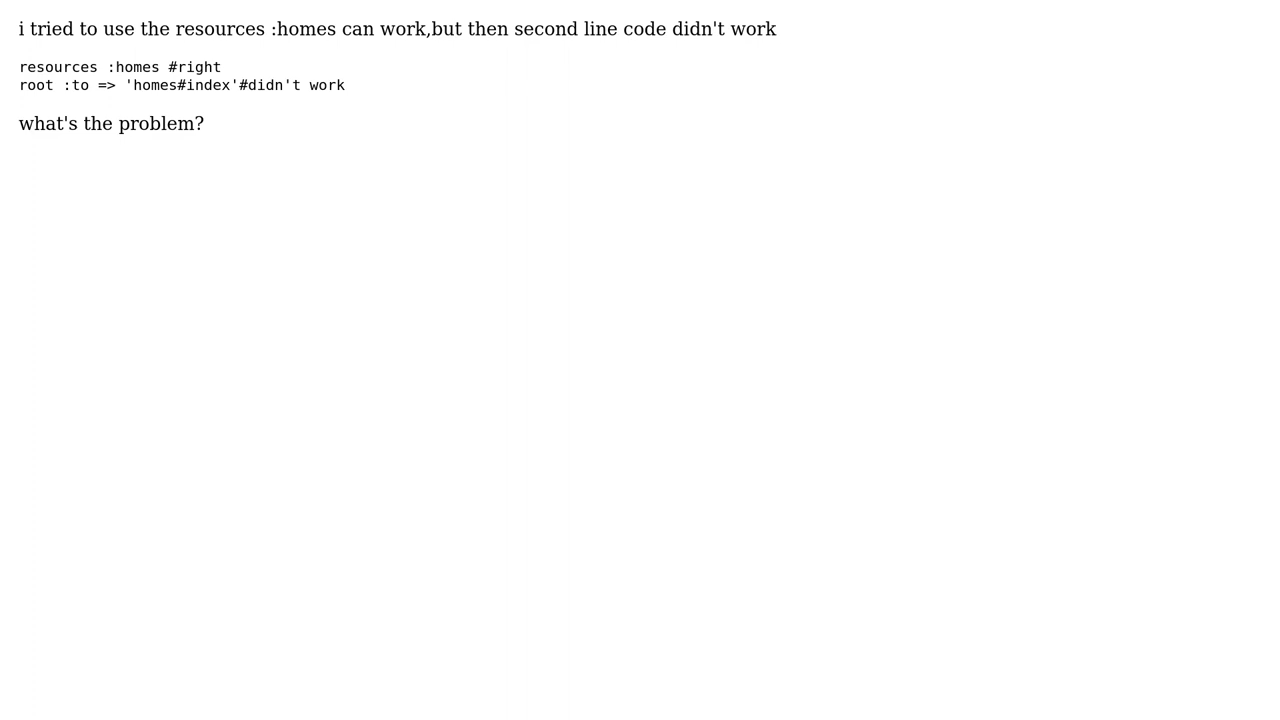 i tried to use the resources :homes can work,but then second line code didn't work
resources :homes #right
root :to => 'homes#index'#didn't work
what's the problem?